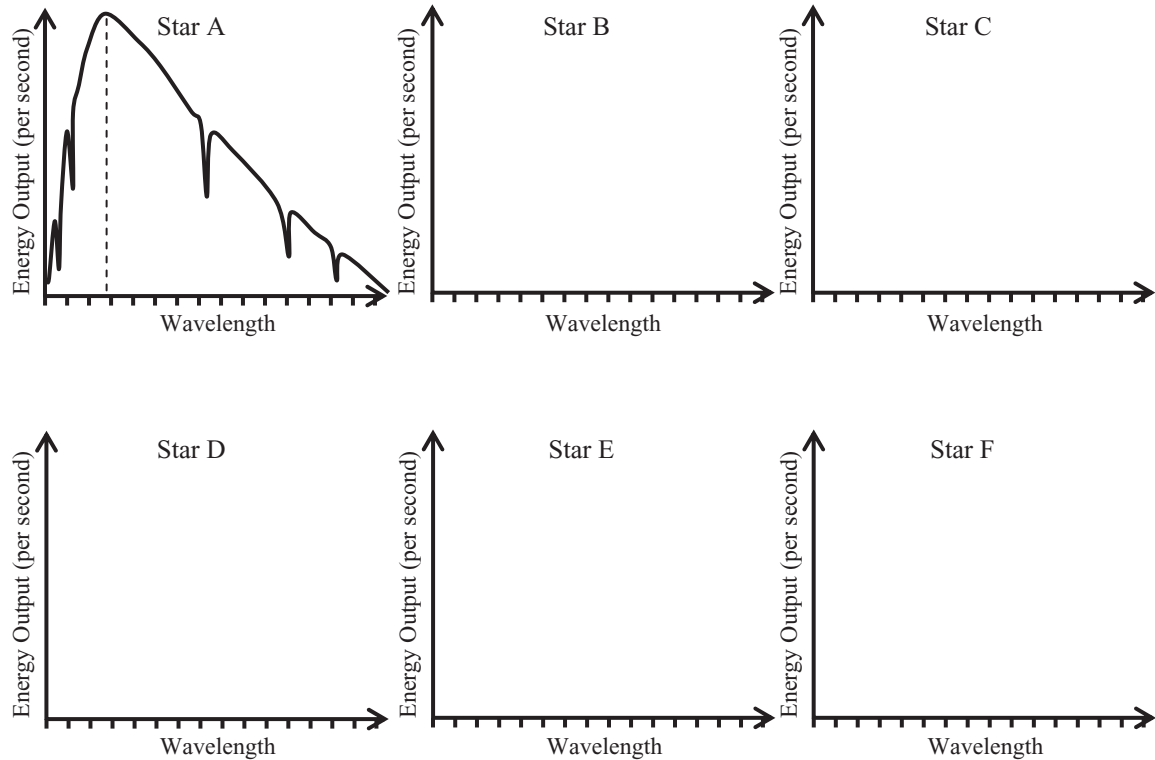 Star A
Energy Output (per second)
Wavelength
Star B
Energy Output (per second)
Wavelength
Star C
Energy Output (per second)
Wavelength
Star D
Energy Output (per second)
Wavelength
Star E
Energy Output (per second)
Wavelength
Star F
Energy Output (per second)
Wavelength